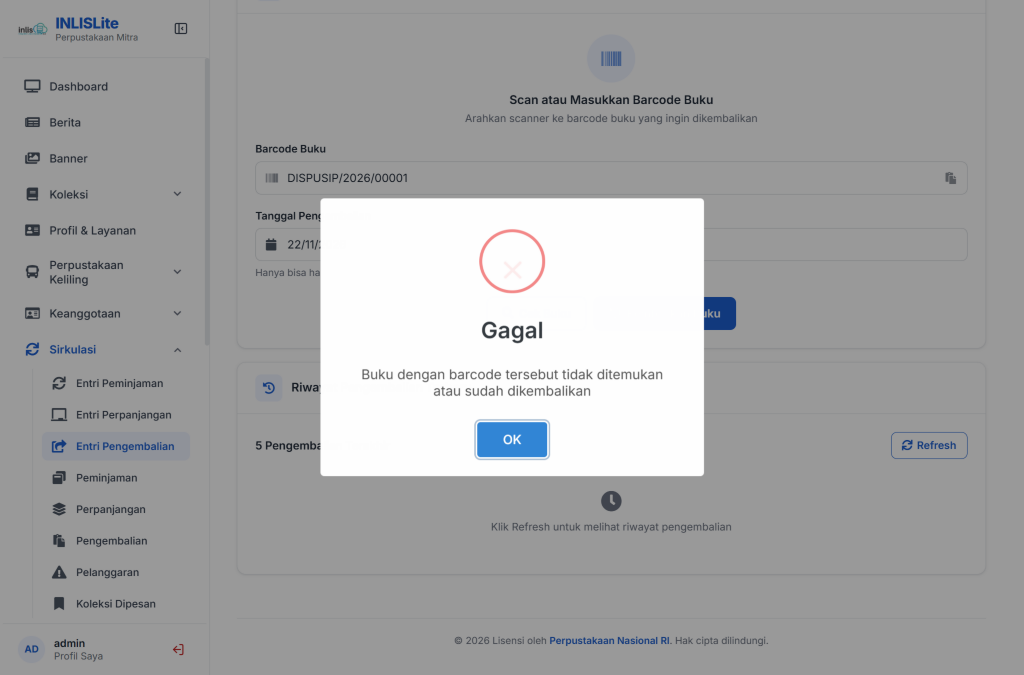 inlis
INLISLite
Perpustakaan Mitra
Dashboard
Berita
Banner
Koleksi
Profil & Layanan
Perpustakaan
Keliling
Keanggotaan
Sirkulasi
Entri Peminjaman
Entri Perpanjangan
Entri Pengembalian
Peminjaman
Perpanjangan
Pengembalian
Pelanggaran
Koleksi Dipesan
AD
admin
Profil Saya
Scan atau Masukkan Barcode Buku
Arahkan scanner ke barcode buku yang ingin dikembalikan
Barcode Buku
DISPUSIP/2026/00001
Tanggal
22/11/
Hanya bisa
Gagal
Buku dengan barcode tersebut tidak ditemukan
atau sudah dikembalikan
OK
5
Refresh
Klik Refresh untuk melihat riwayat pengembalian
© 2026 Lisensi oleh Perpustakaan Nasional RI. Hak cipta dilindungi.